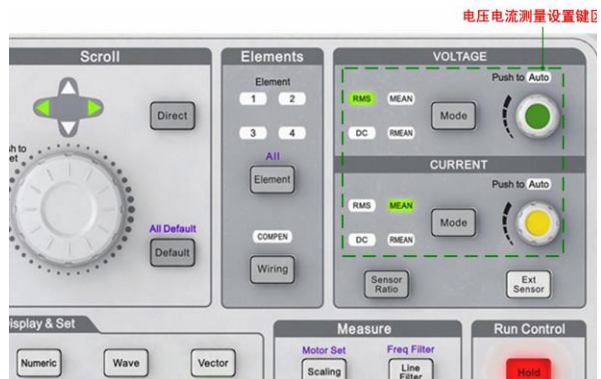 电压电流测量设置键区
Scroll
Direct
All Default
Default
Elements
Element
1 2
3 4
All
Element
COMPEN
Wiring
VOLTAGE
Push to Auto
RMS MEAN
Mode
DC RMEAN
CURRENT
Push to Auto
RMS MEAN
Mode
DC RMEAN
Sensor
Ratio
Ext
Sensor
Display & Set
Numeric
Wave
Vector
Measure
Motor Set
Scaling
Freq Filter
Line
Filter
Run Control
Hold